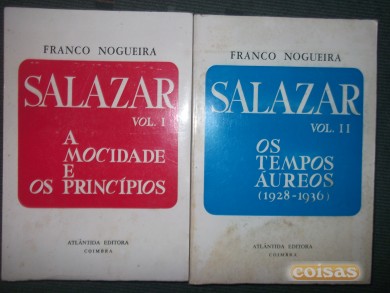 FRANCO NOGUEIRA
SALAZAR
VOL. I
A
MOCIDADE
E
OS PRINCÍPIOS
ATLÂNTIDA EDITORA
COIMBRA
FRANCO NOGUEIRA
SALAZAR
VOL. II
OS
TEMPOS
ÁUREOS
(1928-1936)
ATLÂNTIDA EDITORA
COIMBRA
coisas